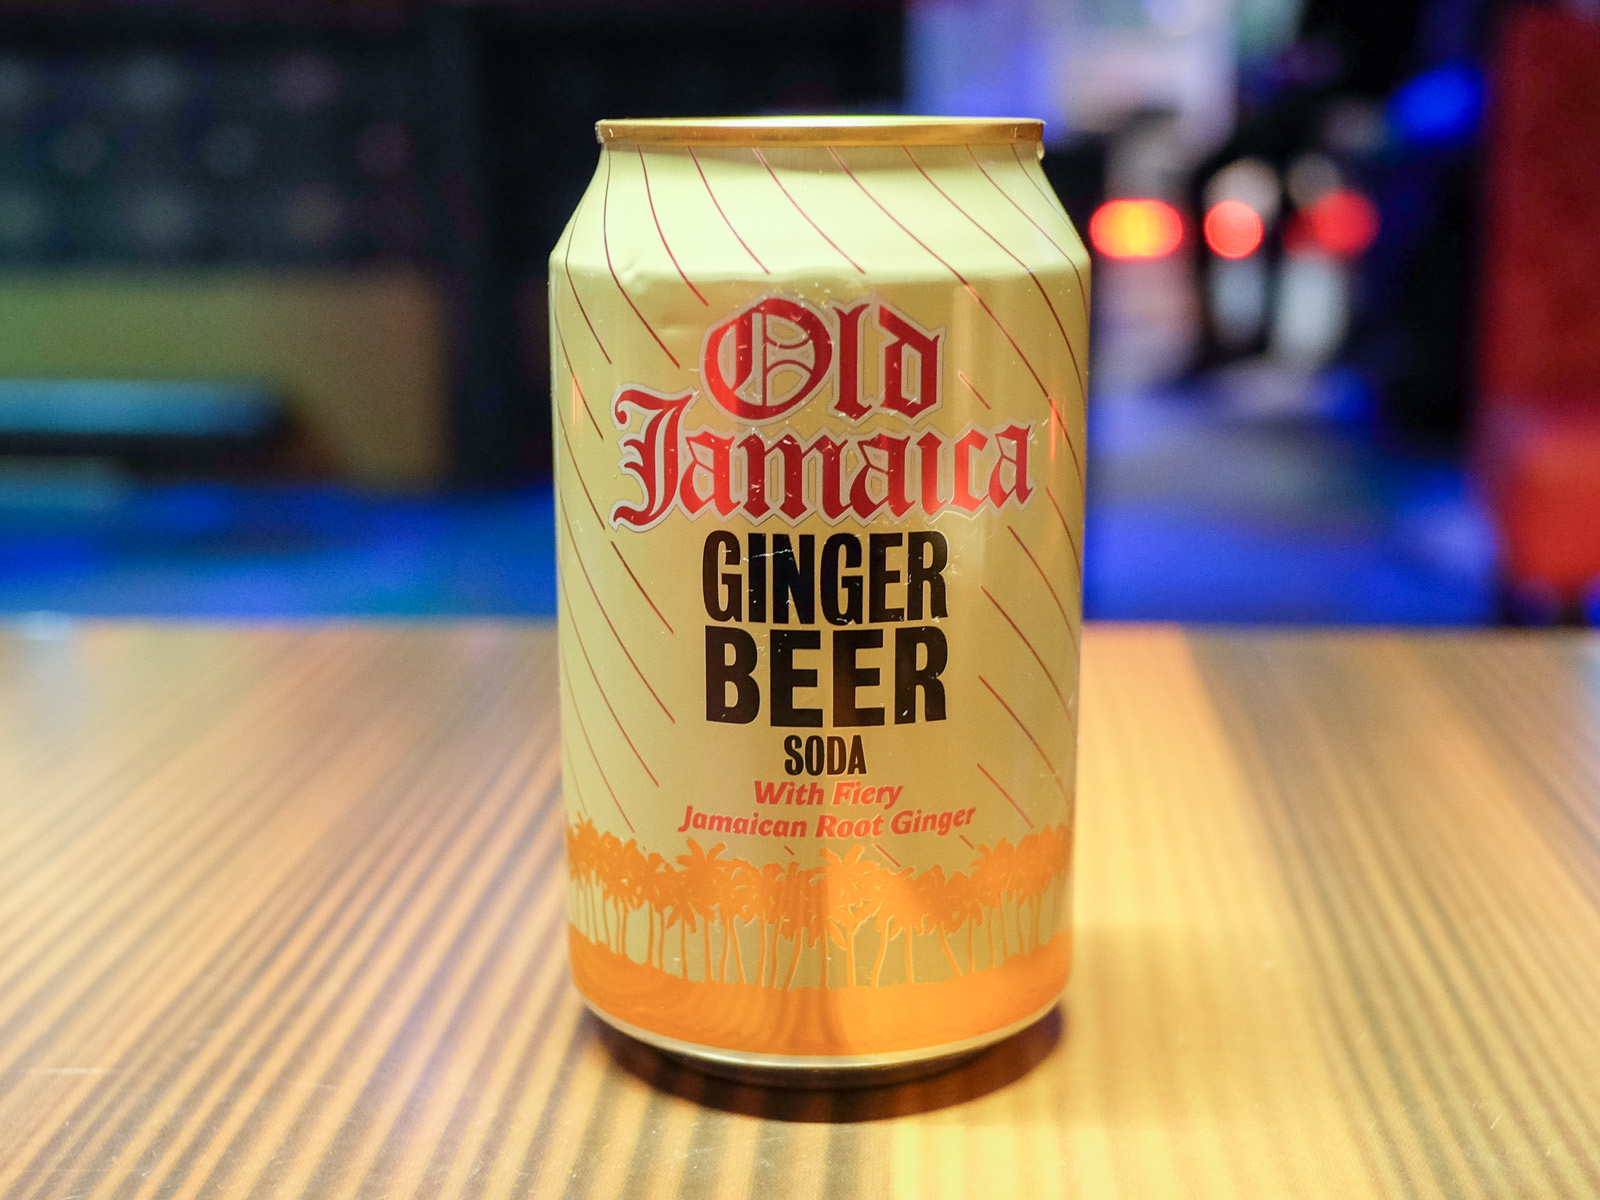 Old
Jamaica
GINGER
BEER
SODA
With Fiery
Jamaican Root Ginger